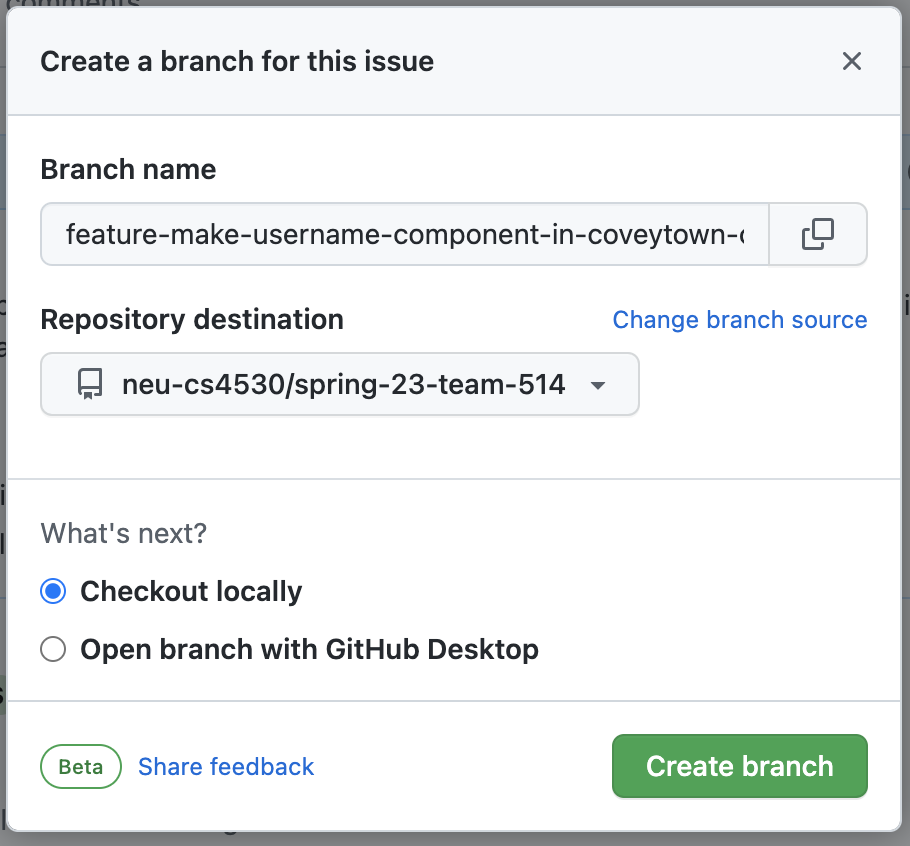 comments
Create a branch for this issue
Branch name
feature-make-username-component-in-coveytown-
Repository destination
Change branch source
neu-cs4530/spring-23-team-514
What's next?
Checkout locally
Open branch with GitHub Desktop
Beta
Share feedback
Create branch